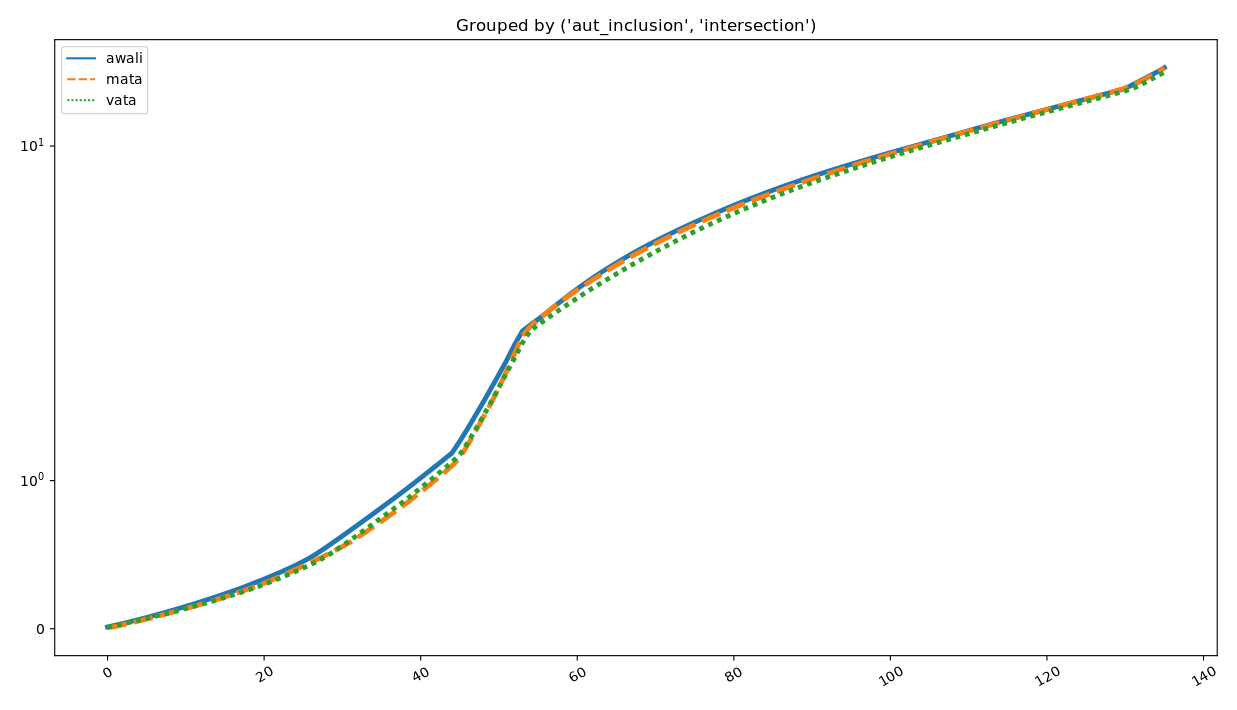 Grouped by ('aut_inclusion', 'intersection')
awali
mata
vata
10¹
10⁰
0
0 20 40 60 80 100 120 140